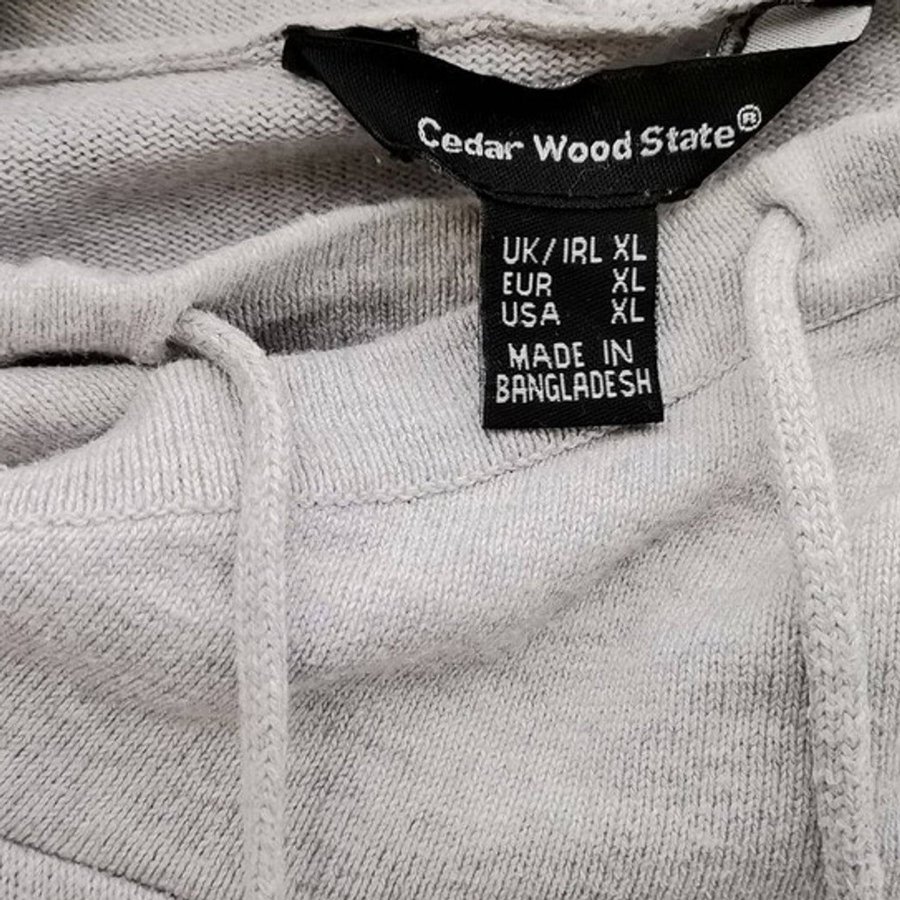 Cedar Wood State®
UK/IRL XL
EUR XL
USA XL
MADE IN
BANGLADESH